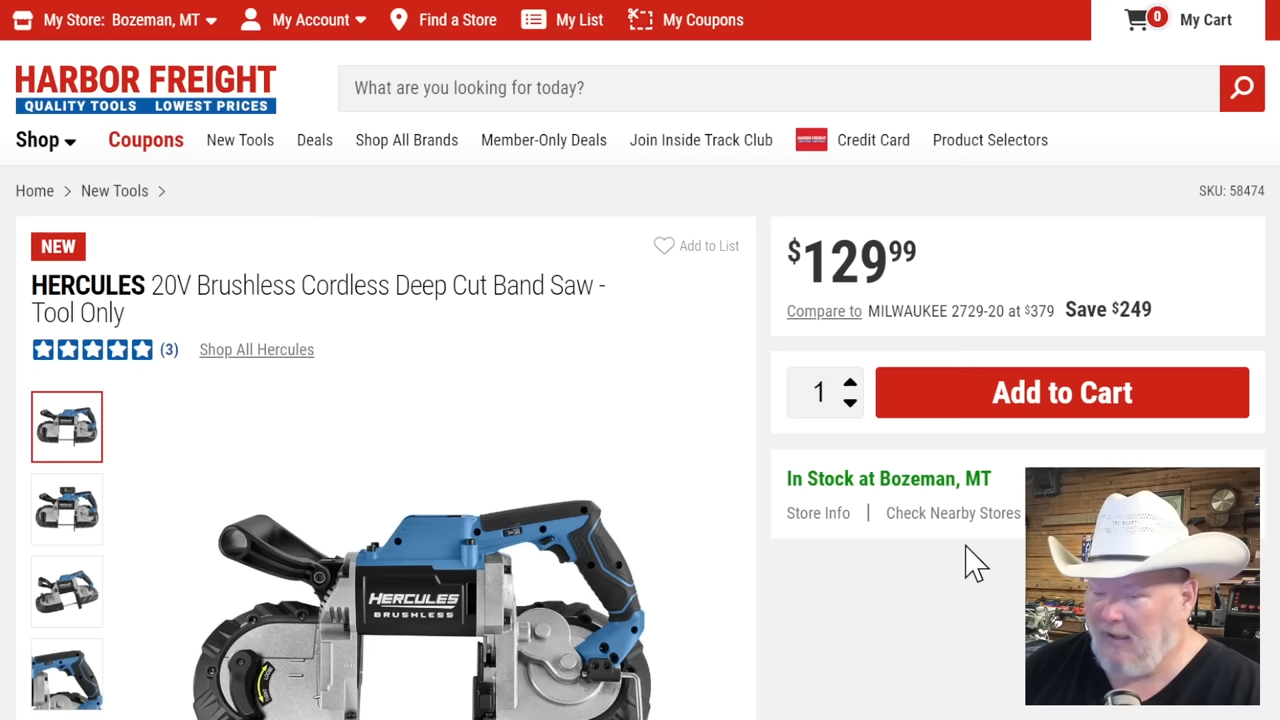 My Store: Bozeman, MT
My Account
Find a Store
My List
My Coupons
0
My Cart
HARBOR FREIGHT
QUALITY TOOLS LOWEST PRICES
What are you looking for today?
Shop
Coupons
New Tools
Deals
Shop All Brands
Member-Only Deals
Join Inside Track Club
Credit Card
Product Selectors
Home > New Tools >
SKU: 58474
NEW
Add to List
HERCULES 20V Brushless Cordless Deep Cut Band Saw -
Tool Only
(3)
Shop All Hercules
$129 99
Compare to MILWAUKEE 2729-20 at $379 Save $249
1
Add to Cart
In Stock at Bozeman, MT
Store Info | Check Nearby Stores
HERCULES
BRUSHLESS